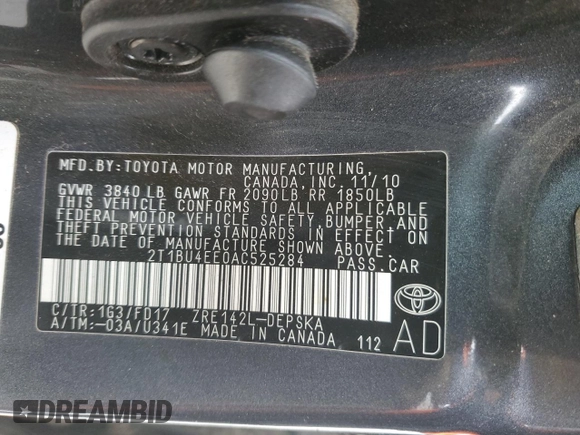 MFD.BY:TOYOTA MOTOR MANUFACTURING,
CANADA, INC. 11/10
GVWR 3840 LB GAWR FR 2090LB RR 1850LB
THIS VEHICLE CONFORMS TO ALL APPLICABLE
FEDERAL MOTOR VEHICLE SAFETY, BUMPER, AND
THEFT PREVENTION STANDARDS IN EFFECT ON
THE DATE OF MANUFACTURE SHOWN ABOVE.
2T1BU4EE0AC525284 PASS.CAR
C/TR:1G3/FD17 ZRE142L-DEPSKA
A/TM:-03A/U341E MADE IN CANADA 112
AD
DREAMBID